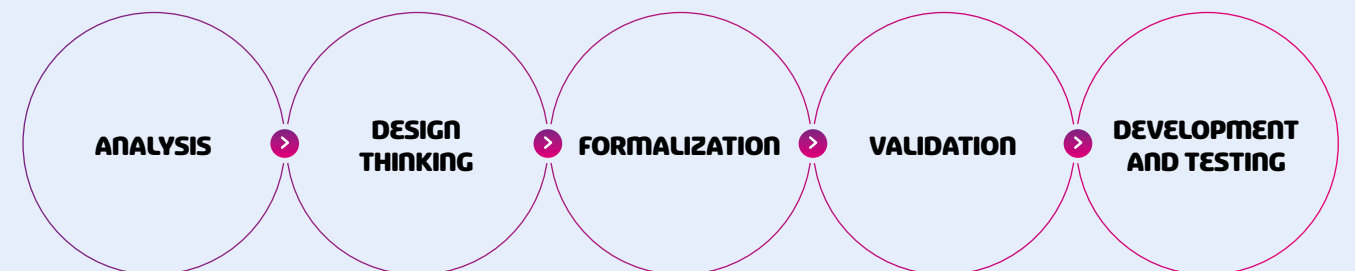 ANALYSIS
DESIGN
THINKING
FORMALIZATION
VALIDATION
DEVELOPMENT
AND TESTING